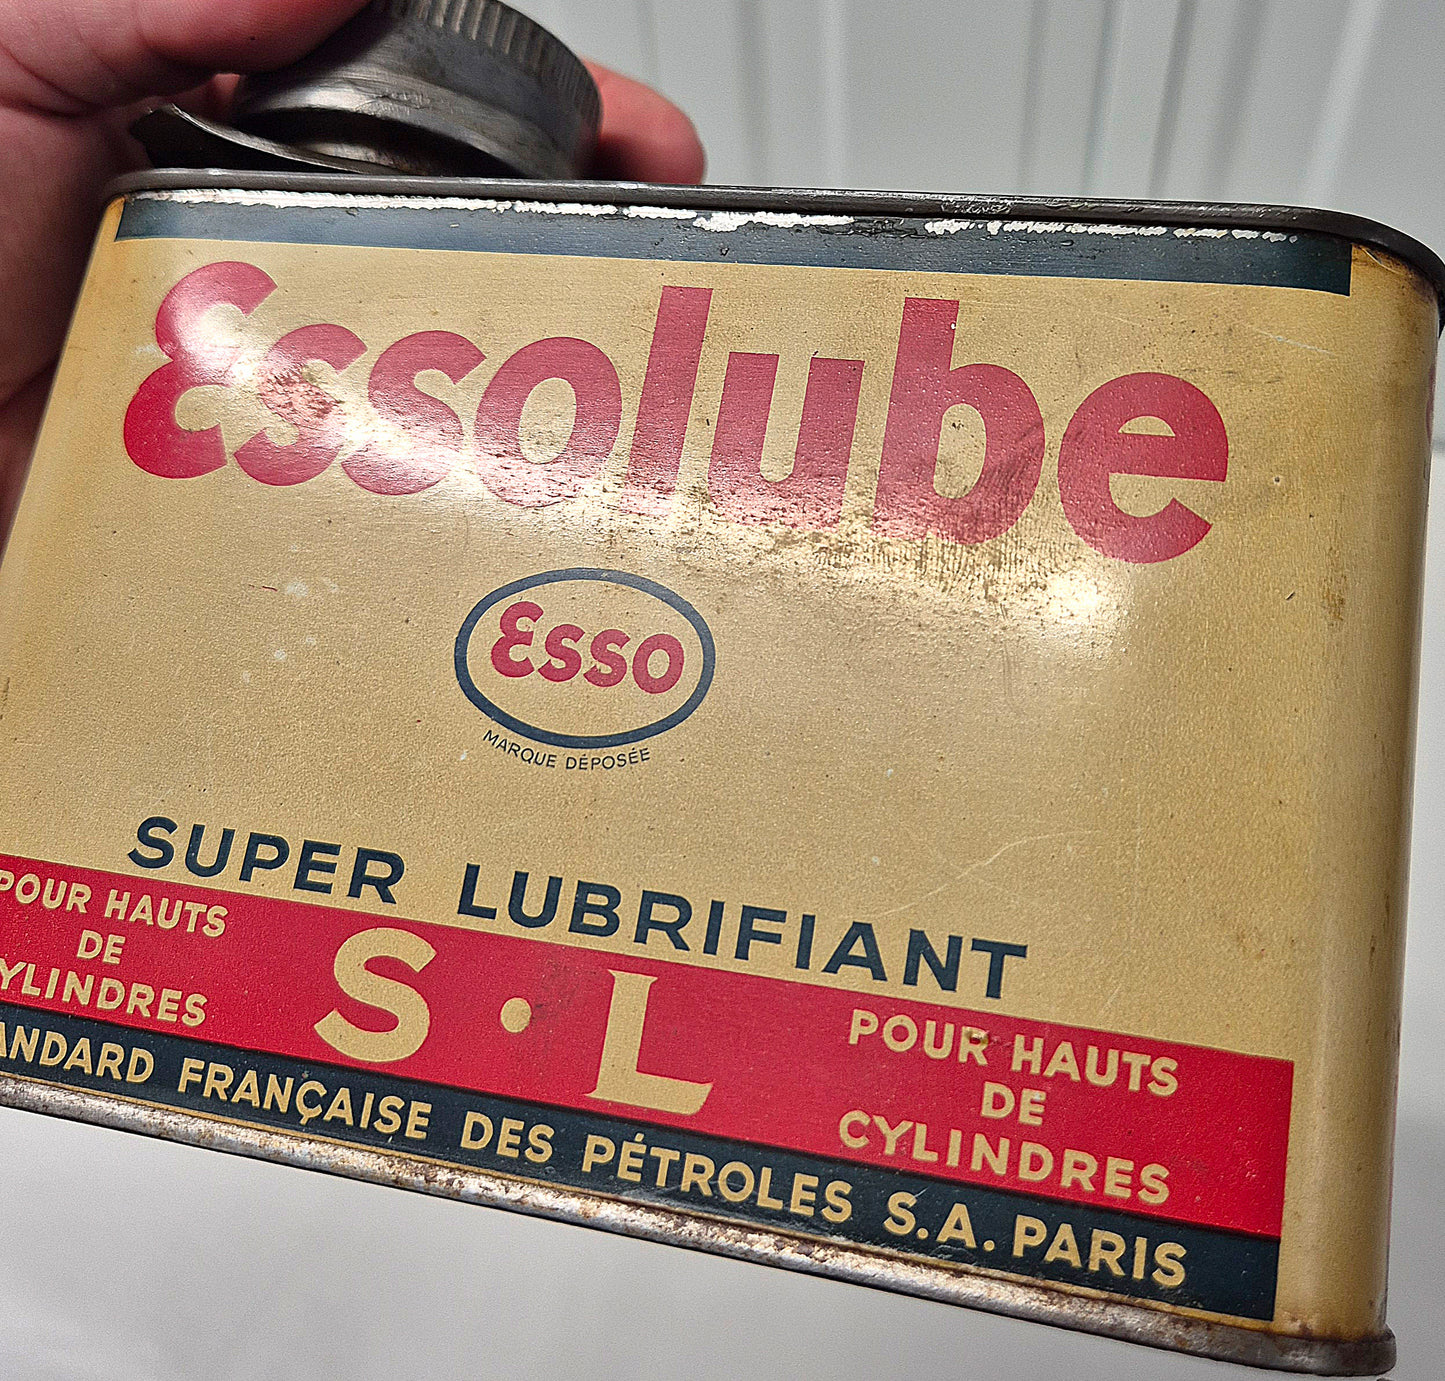 Essolube
Esso
MARQUE DÉPOSÉE
SUPER LUBRIFIANT
POUR HAUTS
DE
YLINDRES
S·L
POUR HAUTS
DE
CYLINDRES
ANDARD FRANÇAISE DES PÉTROLES S.A. PARIS